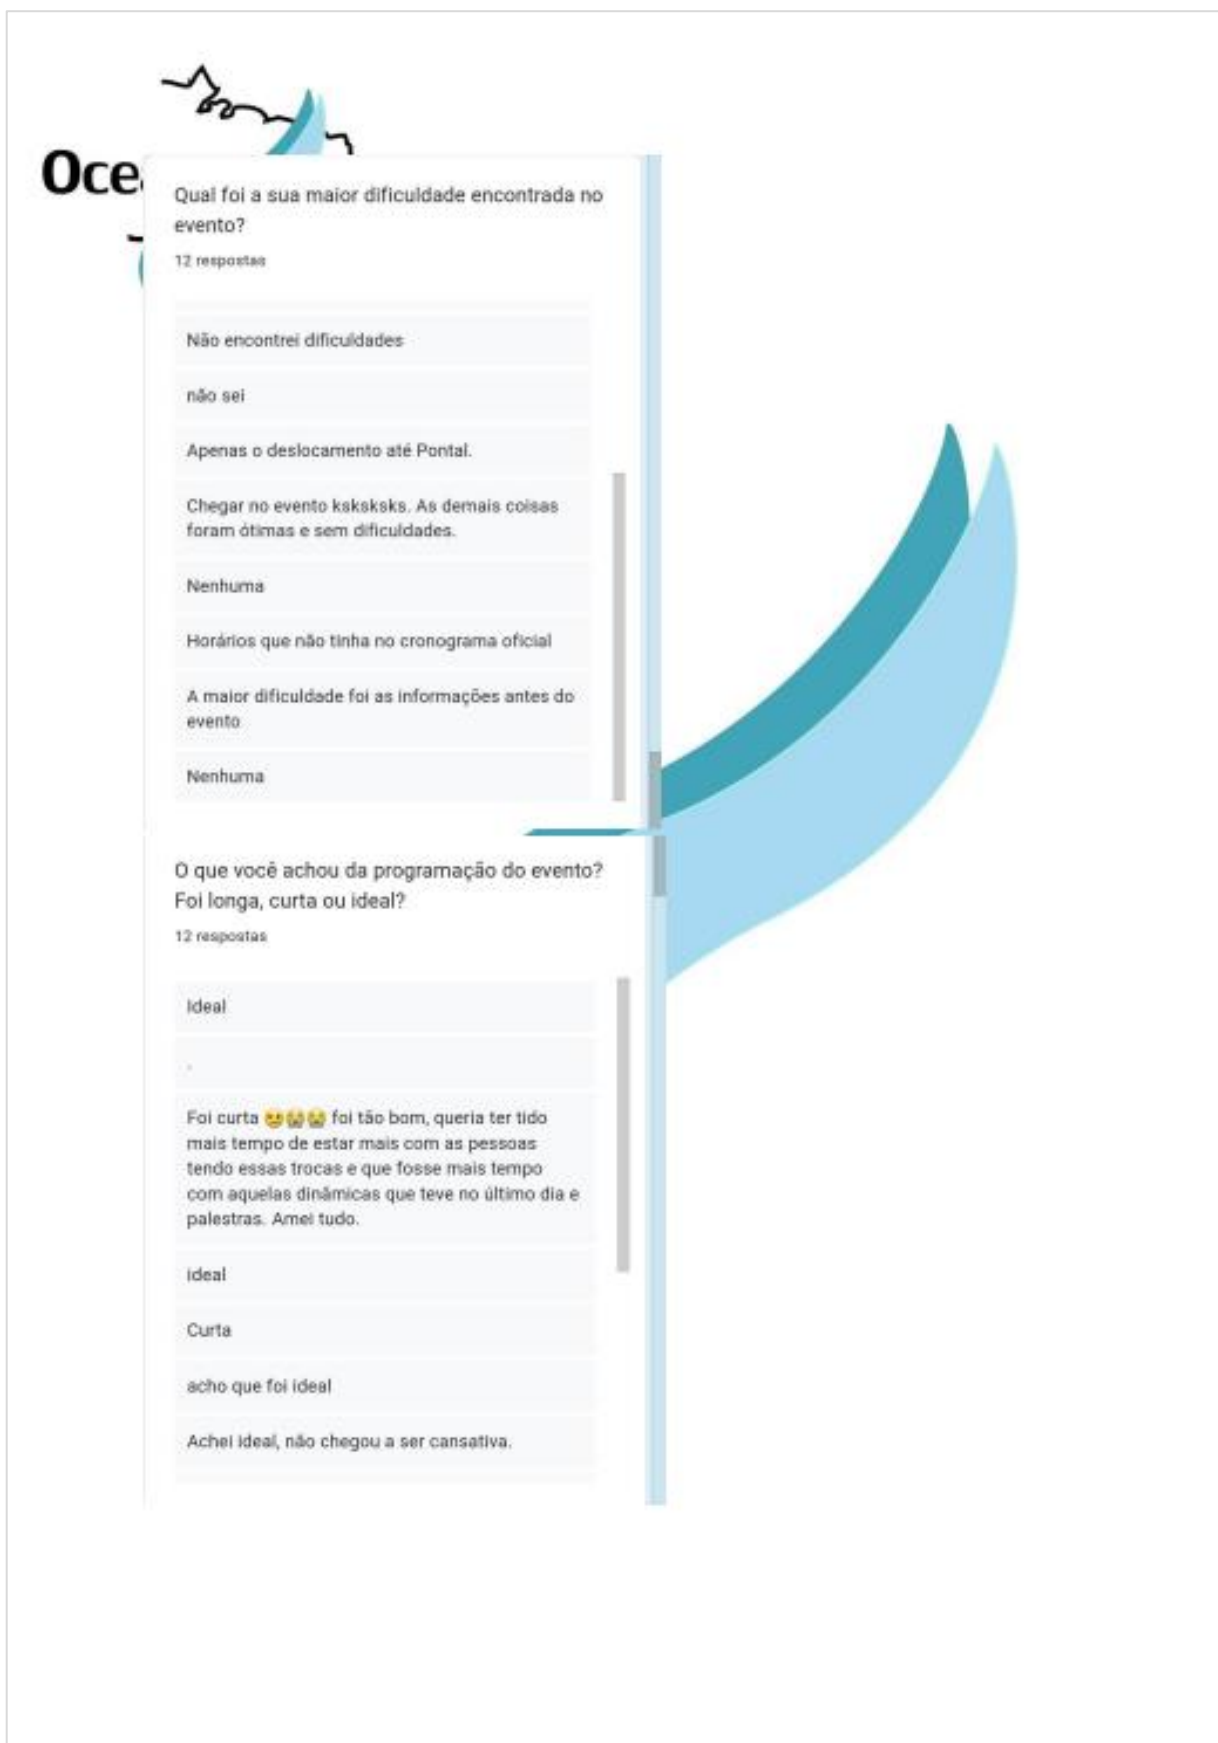 Oce
Qual foi a sua maior dificuldade encontrada no
evento?
12 respostas
Não encontrei dificuldades
não sei
Apenas o deslocamento até Pontal.
Chegar no evento ksksksks. As demais coisas
foram ótimas e sem dificuldades.
Nenhuma
Horários que não tinha no cronograma oficial
A maior dificuldade foi as informações antes do
evento
Nenhuma
O que você achou da programação do evento?
Foi longa, curta ou ideal?
12 respostas
Ideal
.
Foi curta 🥹😭😭 foi tão bom, queria ter tido
mais tempo de estar mais com as pessoas
tendo essas trocas e que fosse mais tempo
com aquelas dinâmicas que teve no último dia e
palestras. Amei tudo.
ideal
Curta
acho que foi ideal
Achei ideal, não chegou a ser cansativa.